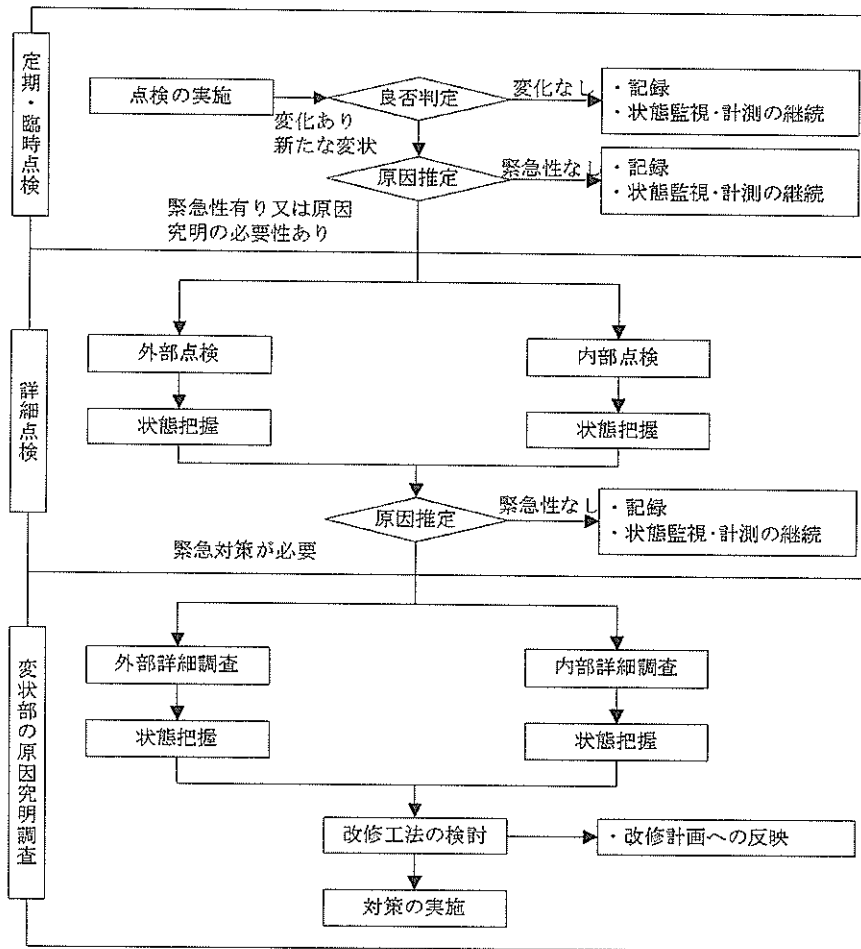 定期・臨時点検
点検の実施
良否判定
変化なし
・記録
・状態監視・計測の継続
変化あり
新たな変状
原因推定
緊急性なし
・記録
・状態監視・計測の継続
緊急性有り又は原因
究明の必要性あり
詳細点検
外部点検
内部点検
状態把握
状態把握
原因推定
緊急性なし
・記録
・状態監視・計測の継続
緊急対策が必要
変状部の原因究明調査
外部詳細調査
内部詳細調査
状態把握
状態把握
改修工法の検討
・改修計画への反映
対策の実施